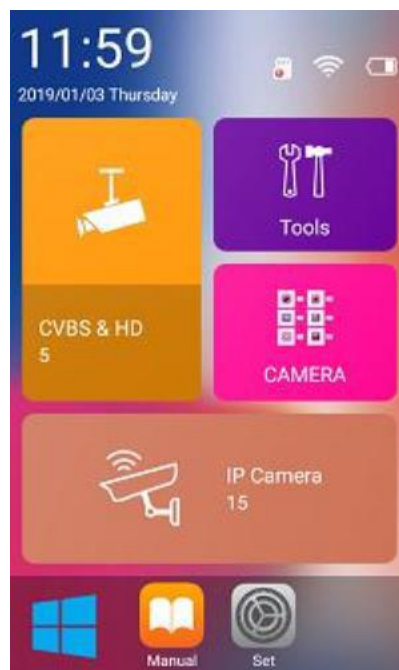 11:59
2019/01/03 Thursday
Tools
CVBS & HD
5
CAMERA
IP Camera
15
Manual
Set